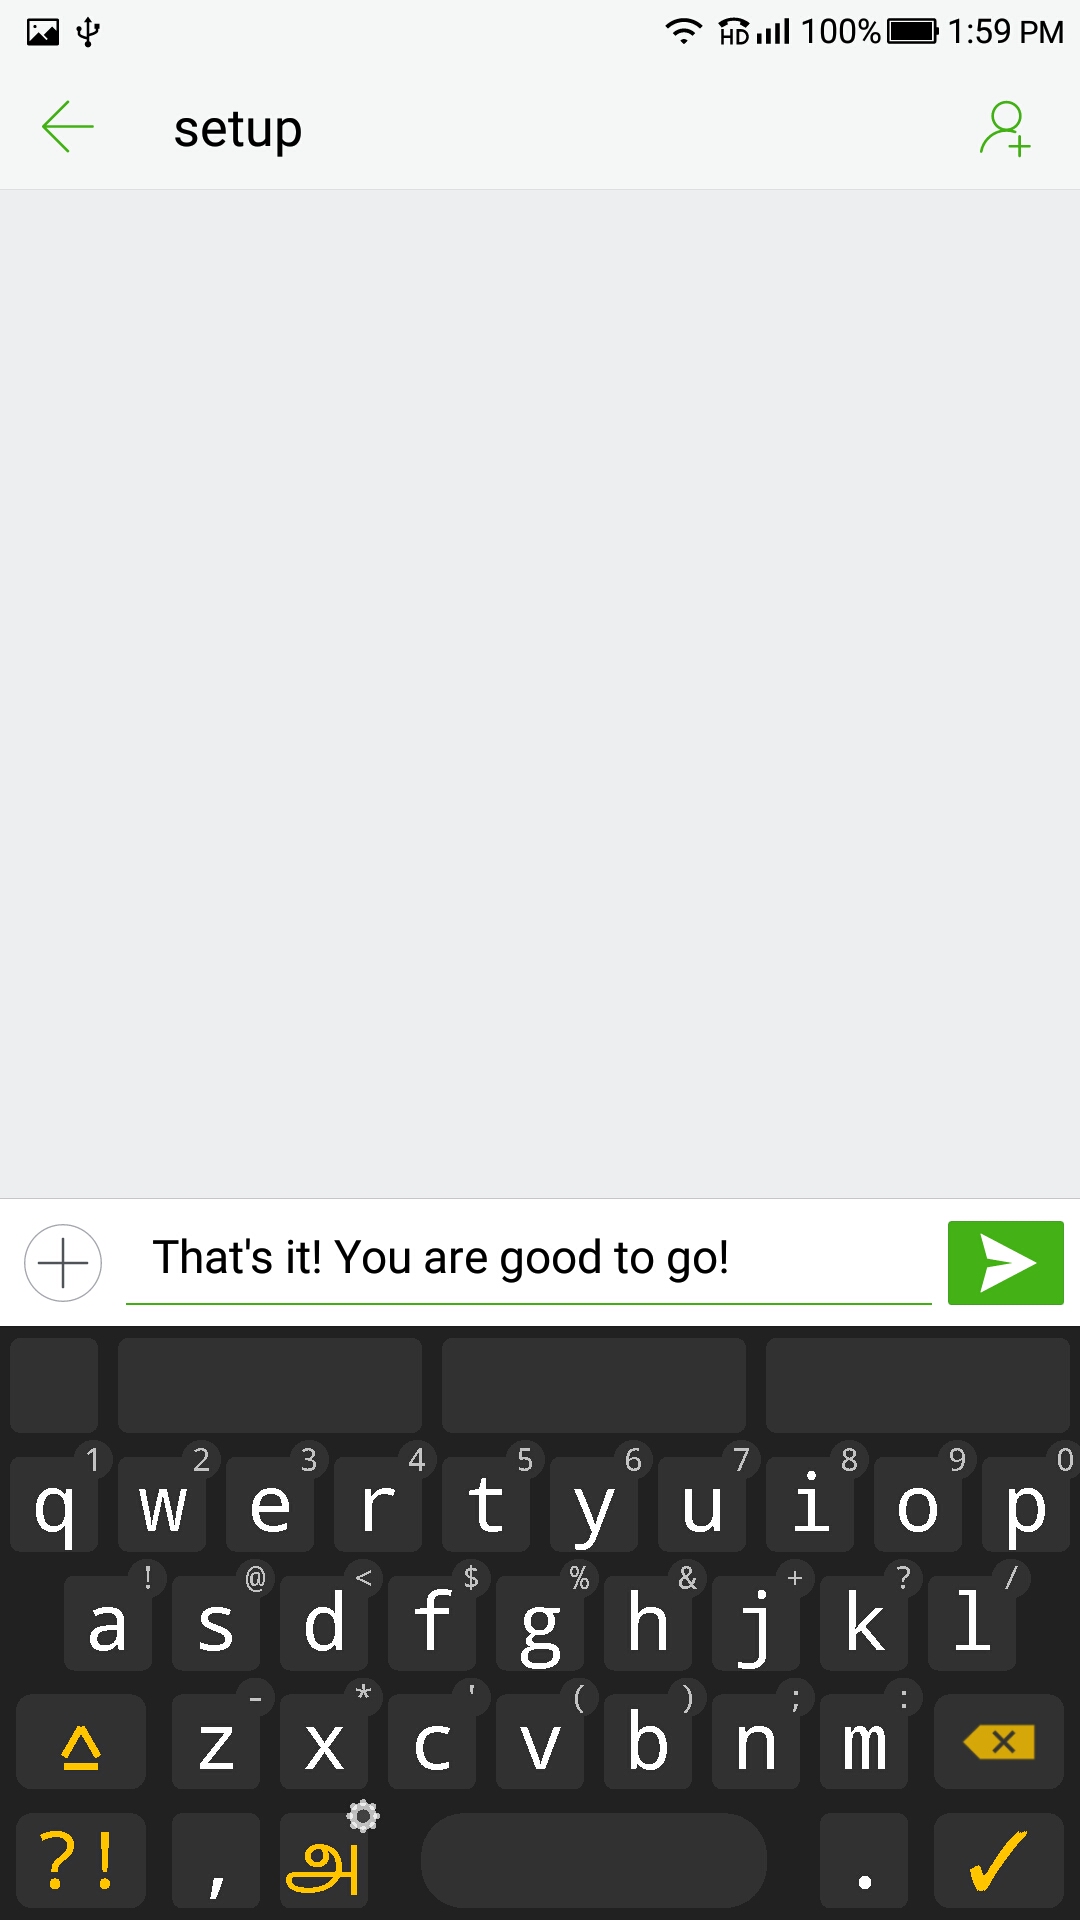 HD 100% 1:59 PM
setup
That's it! You are good to go!
1 2 3 4 5 6 7 8 9 0
q w e r t y u i o p
! @ < $ % & + ? /
a s d f g h j k l
- * ' ( ) ; :
z x c v b n m
?! , அ .